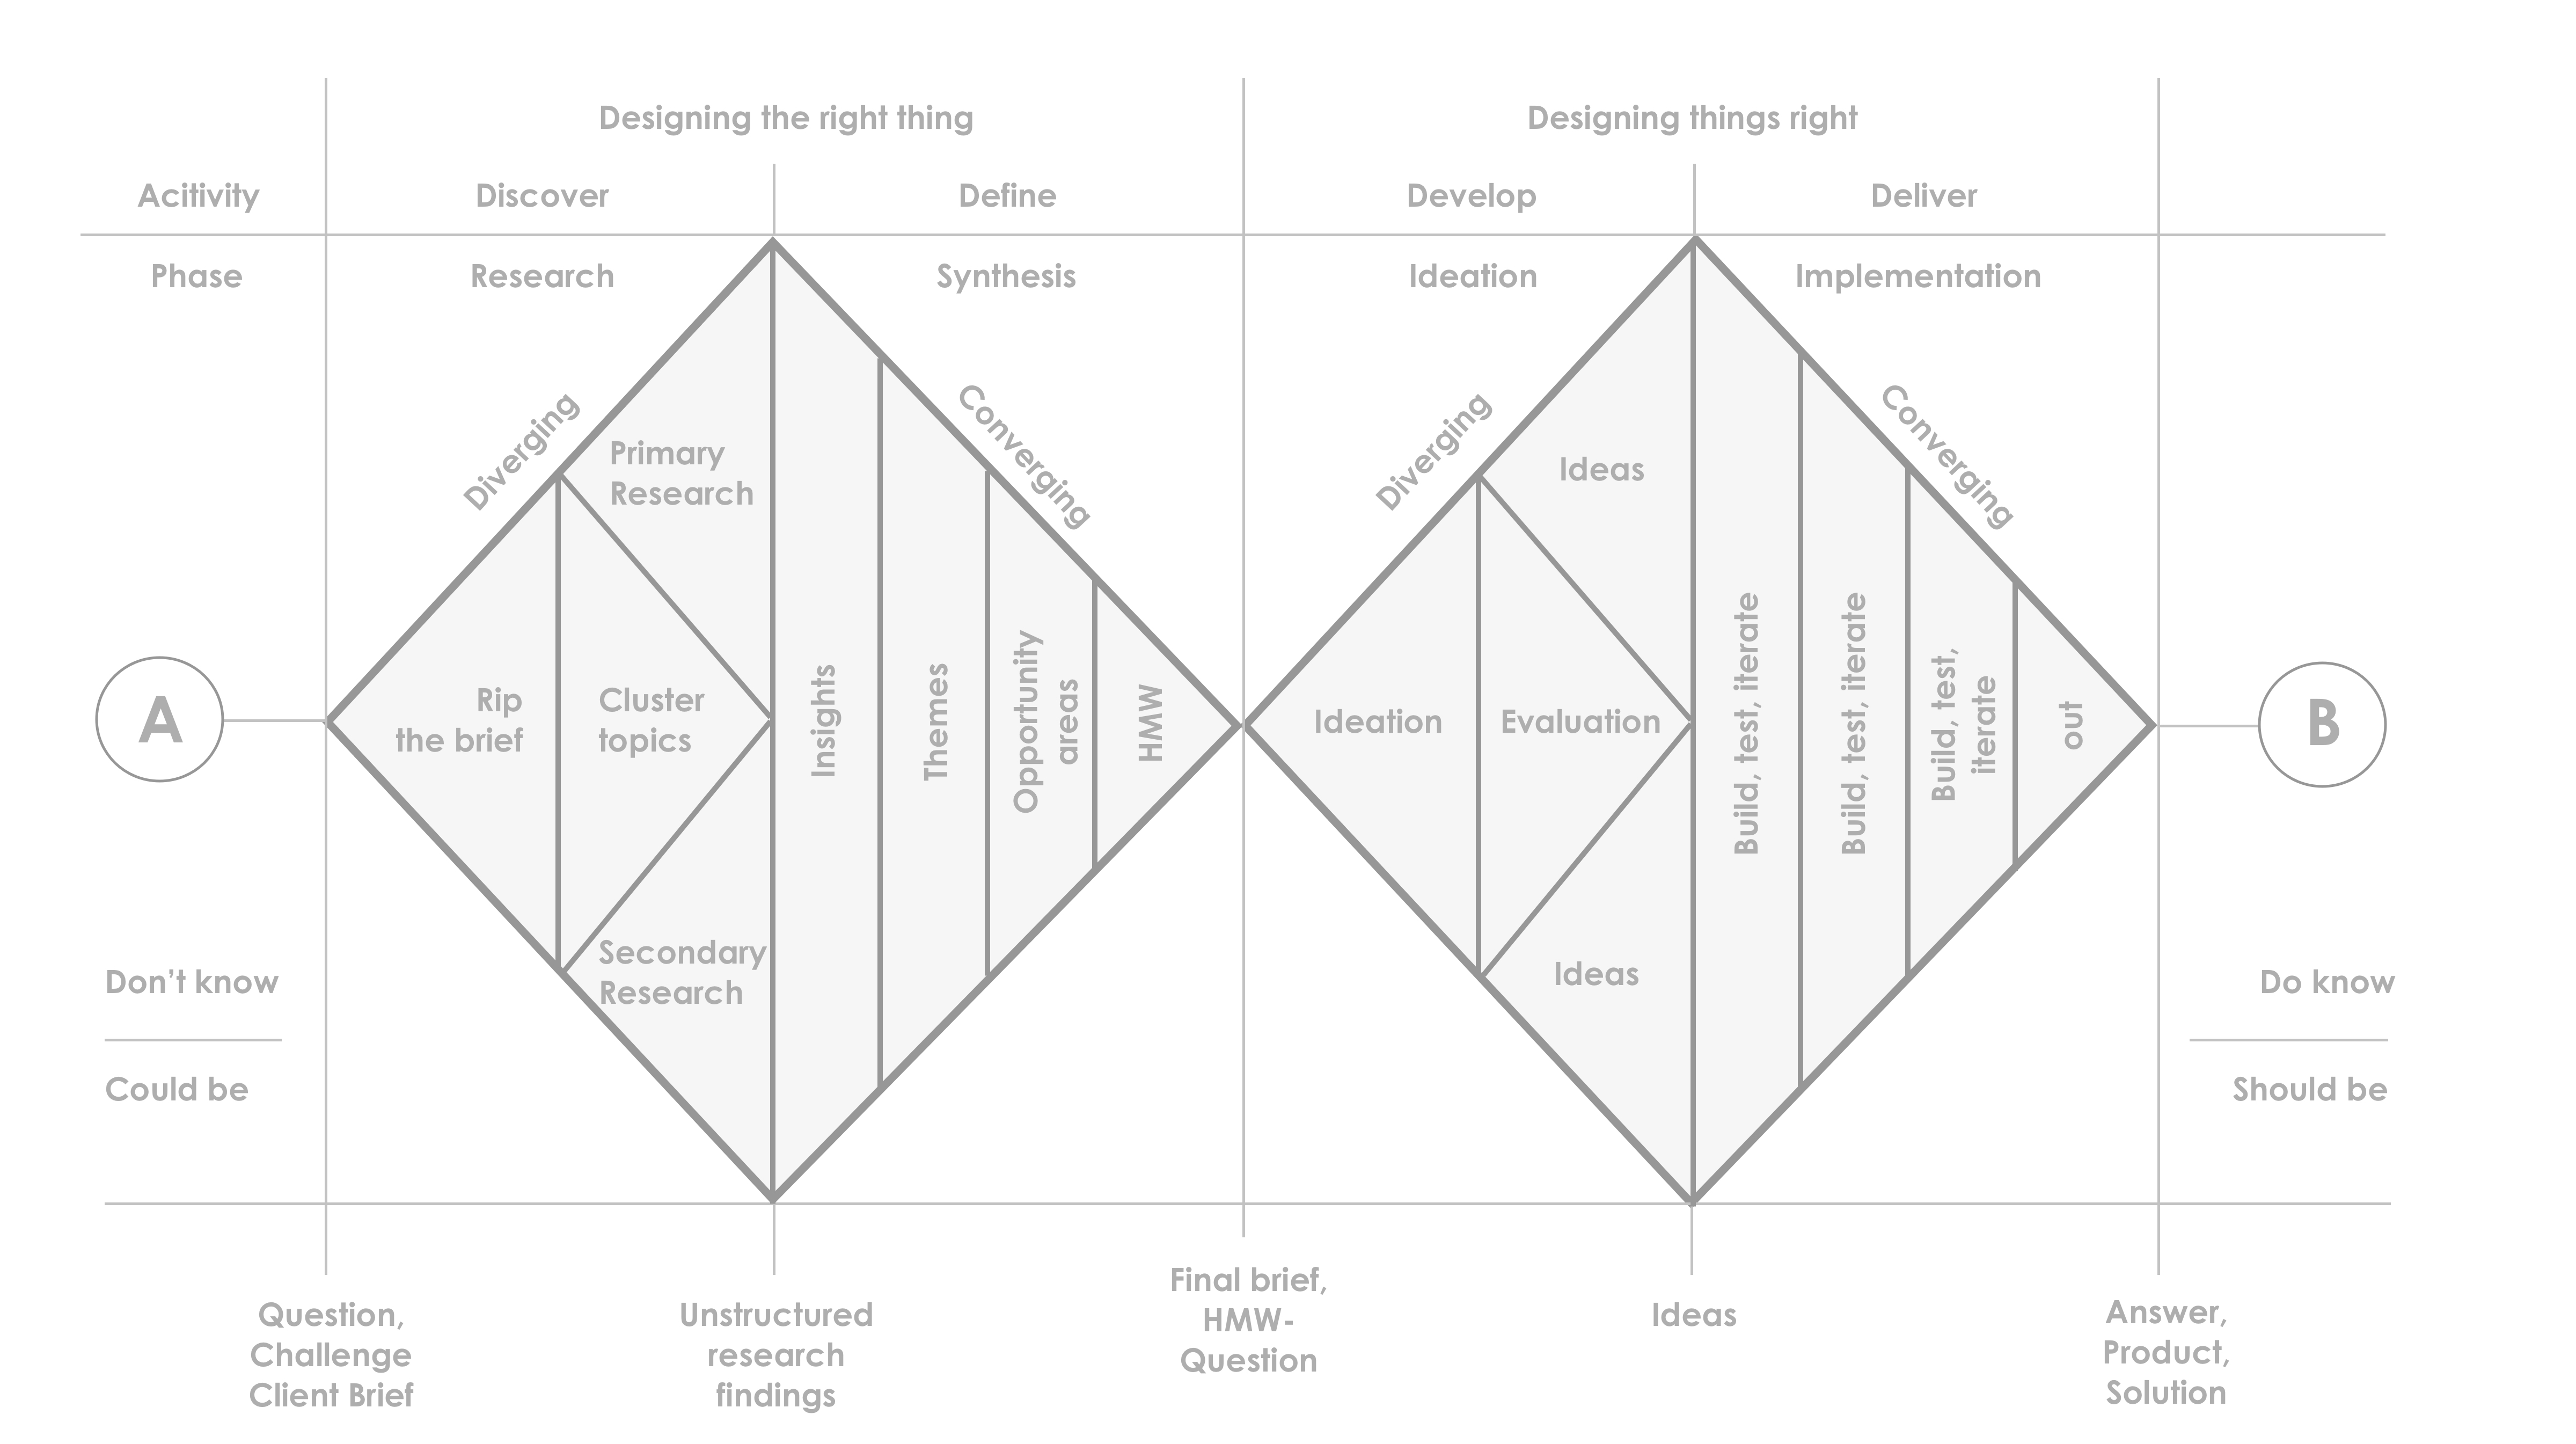 Designing the right thing
Designing things right
Acitivity
Discover
Define
Develop
Deliver
Phase
Research
Synthesis
Ideation
Implementation
Diverging
Converging
Diverging
Converging
Primary
Research
Ideas
A
Rip
the brief
Cluster
topics
Insights
Themes
Opportunity
areas
HMW
Ideation
Evaluation
Build, test, iterate
Build, test, iterate
Build, test,
iterate
out
B
Secondary
Research
Ideas
Don't know
Could be
Do know
Should be
Question,
Challenge
Client Brief
Unstructured
research
findings
Final brief,
HMW-
Question
Ideas
Answer,
Product,
Solution